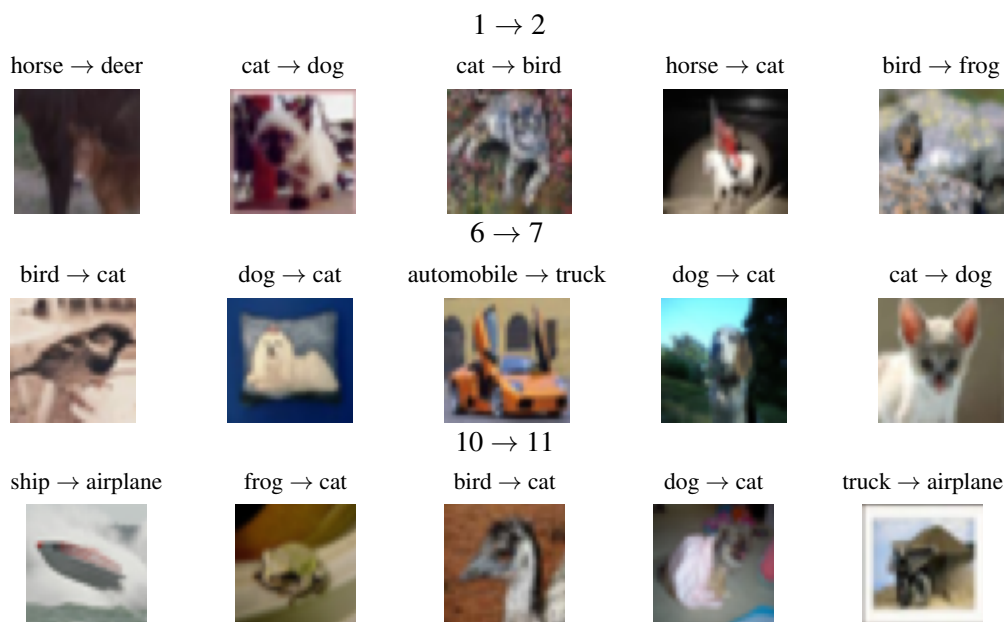 1 → 2
horse → deer cat → dog cat → bird horse → cat bird → frog
6 → 7
bird → cat dog → cat automobile → truck dog → cat cat → dog
10 → 11
ship → airplane frog → cat bird → cat dog → cat truck → airplane